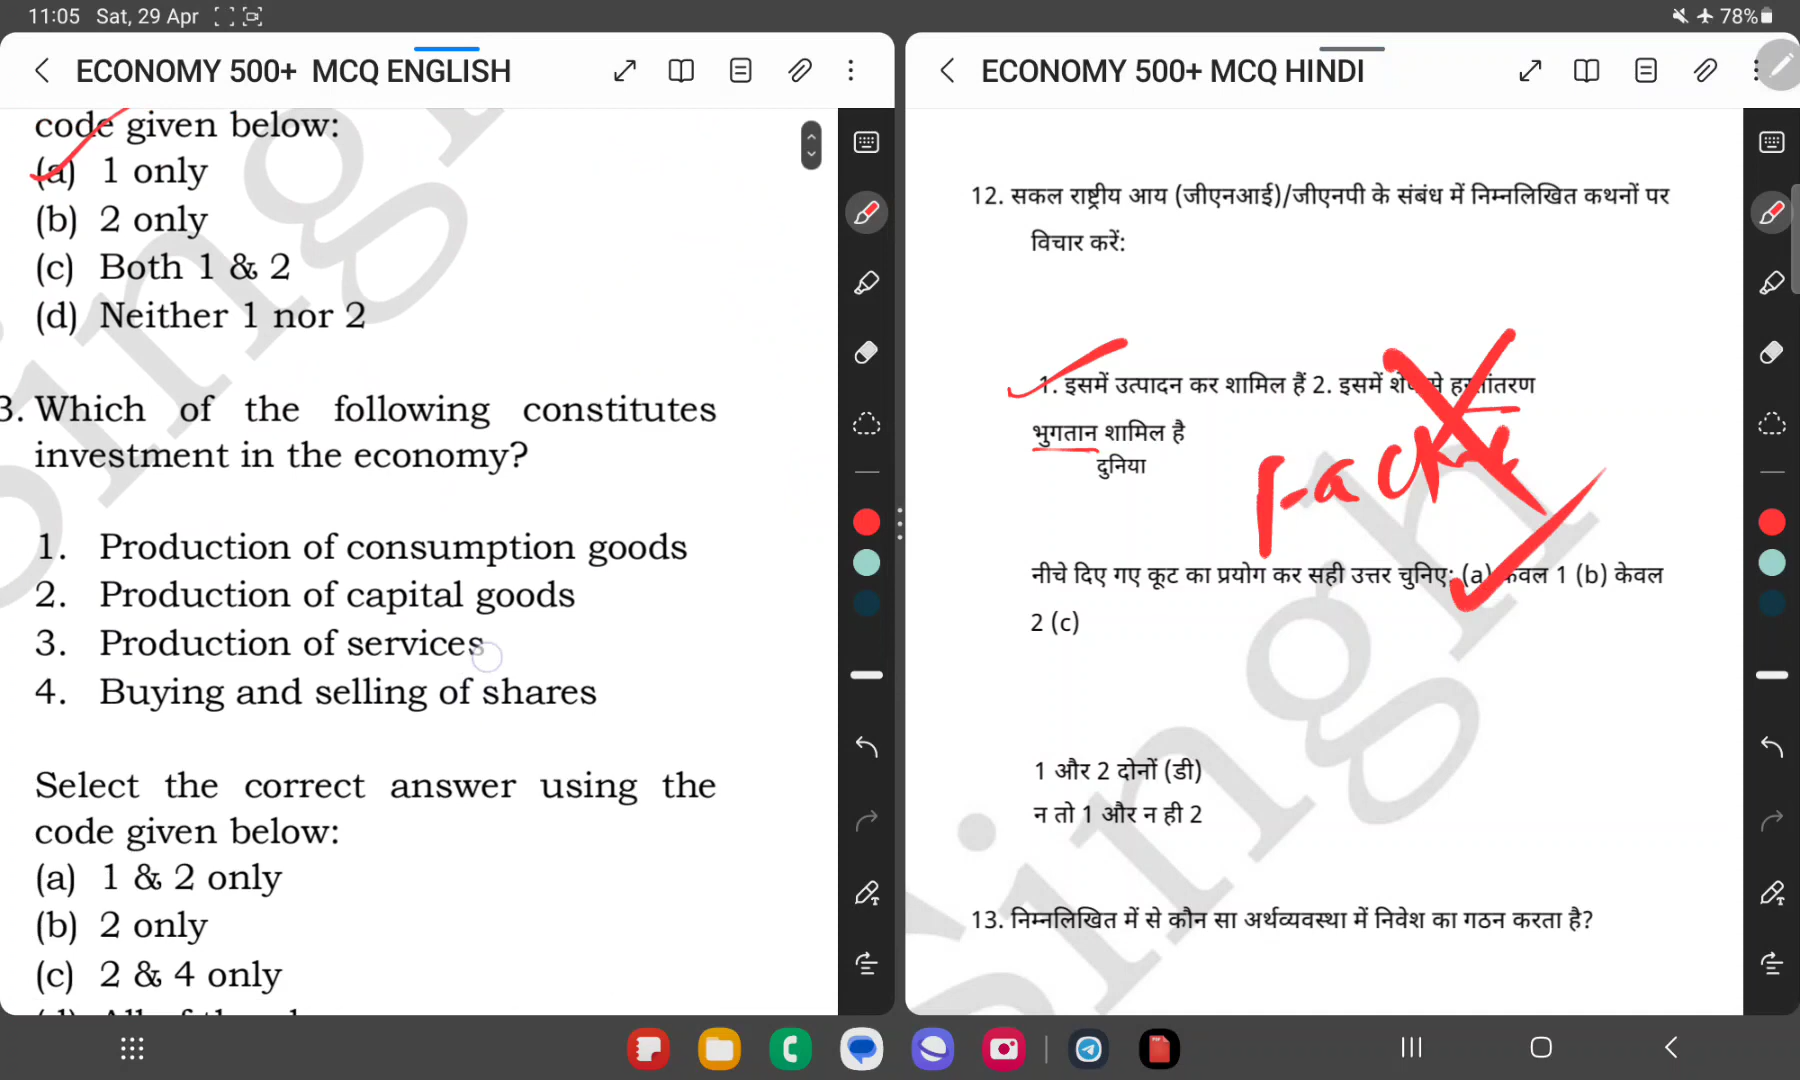 11:05 Sat, 29 Apr
78%
ECONOMY 500+ MCQ ENGLISH
code given below:
(a) 1 only
(b) 2 only
(c) Both 1 & 2
(d) Neither 1 nor 2
3. Which of the following constitutes
investment in the economy?
1. Production of consumption goods
2. Production of capital goods
3. Production of services
4. Buying and selling of shares
Select the correct answer using the
code given below:
(a) 1 & 2 only
(b) 2 only
(c) 2 & 4 only
ECONOMY 500+ MCQ HINDI
12. सकल राष्ट्रीय आय (जीएनआई)/जीएनपी के संबंध में निम्नलिखित कथनों पर
विचार करें:
1. इसमें उत्पादन कर शामिल हैं 2. इसमें शेष से हस्तांतरण
भुगतान शामिल है
दुनिया
नीचे दिए गए कूट का प्रयोग कर सही उत्तर चुनिए: (a) केवल 1 (b) केवल
2 (c)
1 और 2 दोनों (डी)
न तो 1 और न ही 2
13. निम्नलिखित में से कौन सा अर्थव्यवस्था में निवेश का गठन करता है?
Singh